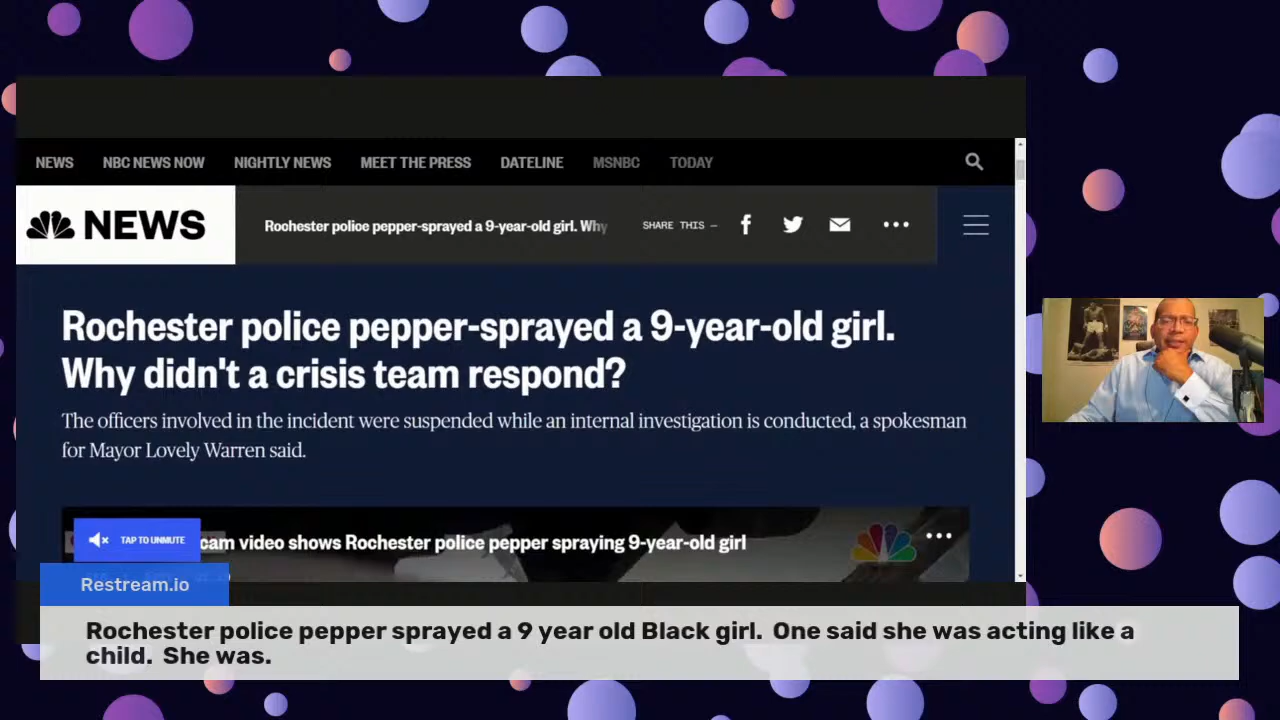 NEWS NBC NEWS NOW NIGHTLY NEWS MEET THE PRESS DATELINE MSNBC TODAY
NEWS Rochester police pepper-sprayed a 9-year-old girl. Why SHARE THIS –
Rochester police pepper-sprayed a 9-year-old girl.
Why didn't a crisis team respond?
The officers involved in the incident were suspended while an internal investigation is conducted, a spokesman
for Mayor Lovely Warren said.
TAP TO UNMUTE cam video shows Rochester police pepper spraying 9-year-old girl
Restream.io
Rochester police pepper sprayed a 9 year old Black girl. One said she was acting like a
child. She was.